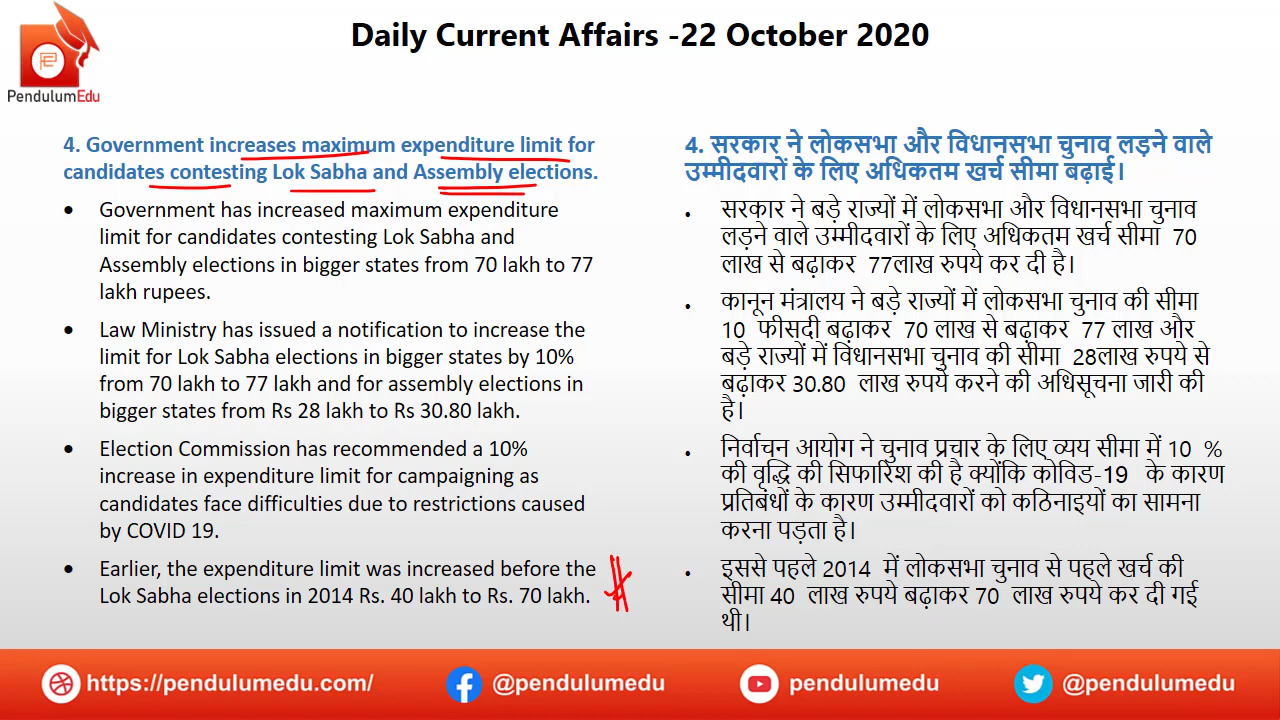 Daily Current Affairs -22 October 2020
PendulumEdu
4. Government increases maximum expenditure limit for
candidates contesting Lok Sabha and Assembly elections.
• Government has increased maximum expenditure
limit for candidates contesting Lok Sabha and
Assembly elections in bigger states from 70 lakh to 77
lakh rupees.
• Law Ministry has issued a notification to increase the
limit for Lok Sabha elections in bigger states by 10%
from 70 lakh to 77 lakh and for assembly elections in
bigger states from Rs 28 lakh to Rs 30.80 lakh.
• Election Commission has recommended a 10%
increase in expenditure limit for campaigning as
candidates face difficulties due to restrictions caused
by COVID 19.
• Earlier, the expenditure limit was increased before the
Lok Sabha elections in 2014 Rs. 40 lakh to Rs. 70 lakh.
4. सरकार ने लोकसभा और विधानसभा चुनाव लड़ने वाले
उम्मीदवारों के लिए अधिकतम खर्च सीमा बढ़ाई।
• सरकार ने बड़े राज्यों में लोकसभा और विधानसभा चुनाव
लड़ने वाले उम्मीदवारों के लिए अधिकतम खर्च सीमा 70
लाख से बढ़ाकर 77लाख रुपये कर दी है।
• कानून मंत्रालय ने बड़े राज्यों में लोकसभा चुनाव की सीमा
10 फीसदी बढ़ाकर 70 लाख से बढ़ाकर 77 लाख और
बड़े राज्यों में विधानसभा चुनाव की सीमा 28लाख रुपये से
बढ़ाकर 30.80 लाख रुपये करने की अधिसूचना जारी की
है।
• निर्वाचन आयोग ने चुनाव प्रचार के लिए व्यय सीमा में 10 %
की वृद्धि की सिफारिश की है क्योंकि कोविड-19 के कारण
प्रतिबंधों के कारण उम्मीदवारों को कठिनाइयों का सामना
करना पड़ता है।
• इससे पहले 2014 में लोकसभा चुनाव से पहले खर्च की
सीमा 40 लाख रुपये बढ़ाकर 70 लाख रुपये कर दी गई
थी।
https://pendulumedu.com/ @pendulumedu pendulumedu @pendulumedu